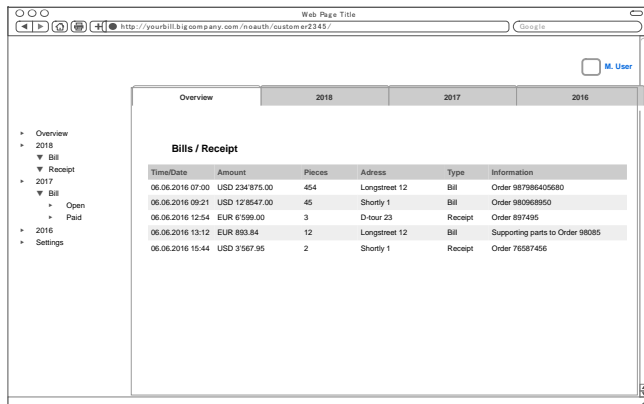 Web Page Title
http://yourbill.bigcompany.com/noauth/customer2345/
Google
M. User
Overview 2018 2017 2016
Overview
2018
Bill
Receipt
2017
Bill
Open
Paid
2016
Settings
Bills / Receipt
Time/Date Amount Pieces Adress Type Information
06.06.2016 07:00 USD 234'875.00 454 Longstreet 12 Bill Order 987986405680
06.06.2016 09:21 USD 12'8547.00 45 Shortly 1 Bill Order 980968950
06.06.2016 12:54 EUR 6'599.00 3 D-tour 23 Receipt Order 897495
06.06.2016 13:12 EUR 893.84 12 Longstreet 12 Bill Supporting parts to Order 98085
06.06.2016 15:44 USD 3'567.95 2 Shortly 1 Receipt Order 76587456